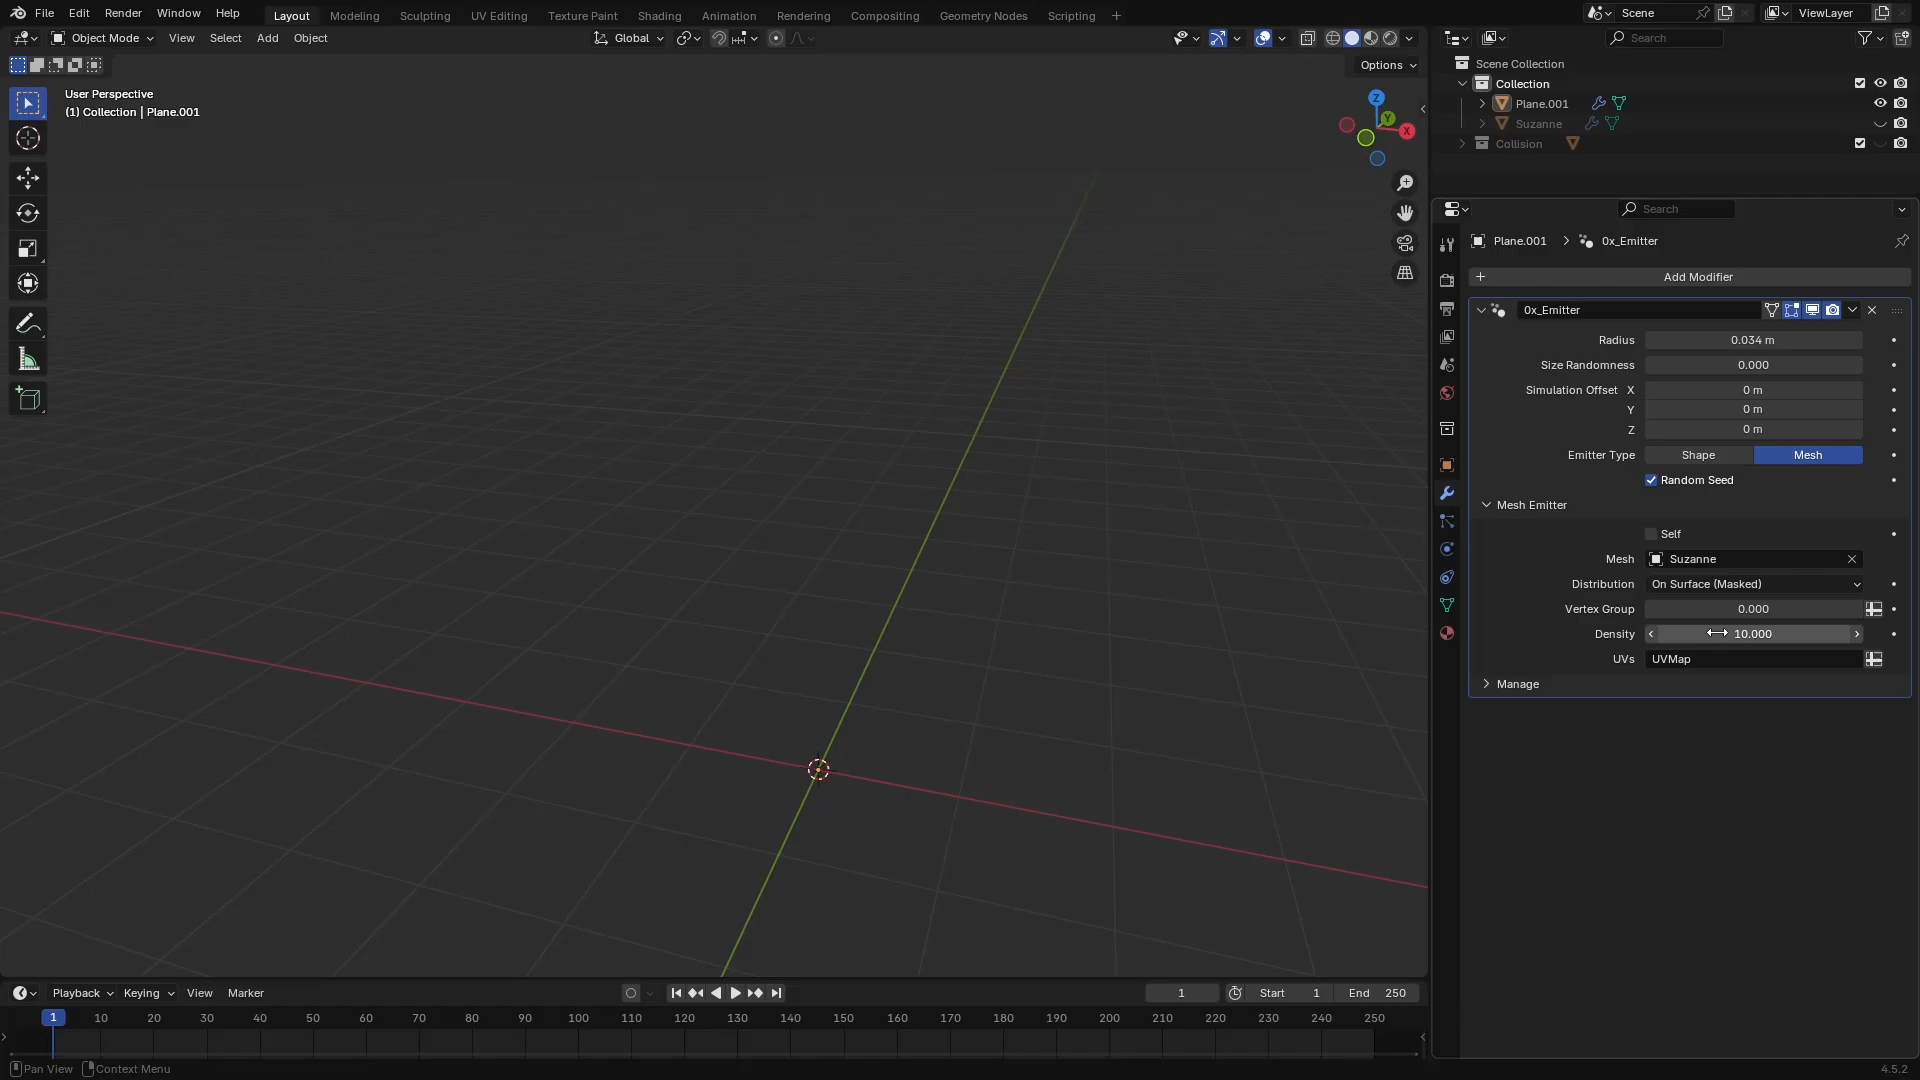 File Edit Render Window Help Layout Modeling Sculpting UV Editing Texture Paint Shading Animation Rendering Compositing Geometry Nodes Scripting Scene ViewLayer
Object Mode View Select Add Object Global Search
Options
User Perspective
(1) Collection | Plane.001
Z
Y
X
Scene Collection
Collection
Plane.001
Suzanne
Collision
Search
Plane.001 0x_Emitter
Add Modifier
0x_Emitter
Radius 0.034 m
Size Randomness 0.000
Simulation Offset X 0 m
Y 0 m
Z 0 m
Emitter Type Shape Mesh
Random Seed
Mesh Emitter
Self
Mesh Suzanne
Distribution On Surface (Masked)
Vertex Group 0.000
Density 10.000
UVs UVMap
Manage
Playback Keying View Marker 1 Start 1 End 250
1 10 20 30 40 50 60 70 80 90 100 110 120 130 140 150 160 170 180 190 200 210 220 230 240 250
Pan View Context Menu 4.5.2